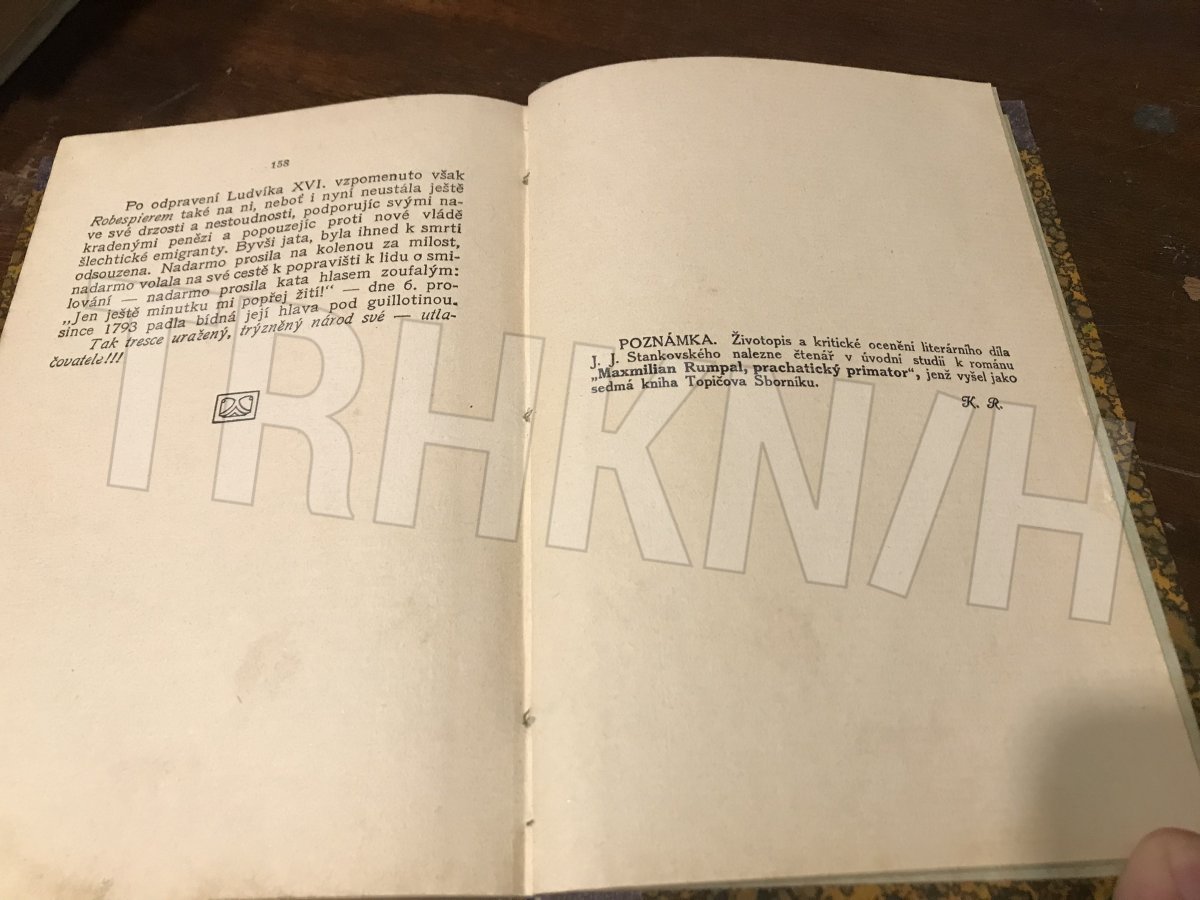 158
Po odpravení Ludvíka XVI. vzpomenuto však
Robespierem také na ni, neboť i nyní neustála ještě
ve své drzosti a nestoudnosti, podporujíc svými na-
kradenými penězi a popouzejíc proti nové vládě
šlechtické emigranty. Byvši jata, byla ihned k smrti
odsouzena. Nadarmo prosila na kolenou za milost,
nadarmo volala na své cestě k popravišti k lidu o smi-
lování — nadarmo prosila kata hlasem zoufalým:
„Jen ještě minutku mi popřej žití!“ — dne 6. pro-
since 1793 padla bídná její hlava pod guillotinou.
Tak tresce uražený, trýzněný národ své — utla-
čovatele!!!
POZNÁMKA. Životopis a kritické ocenění literárního díla
J. J. Stankovského nalezne čtenář v úvodní studii k románu
„Maxmilian Rumpal, prachatický primator“, jenž vyšel jako
sedmá kniha Topičova Sborníku.
K. R.
TRHKNIH